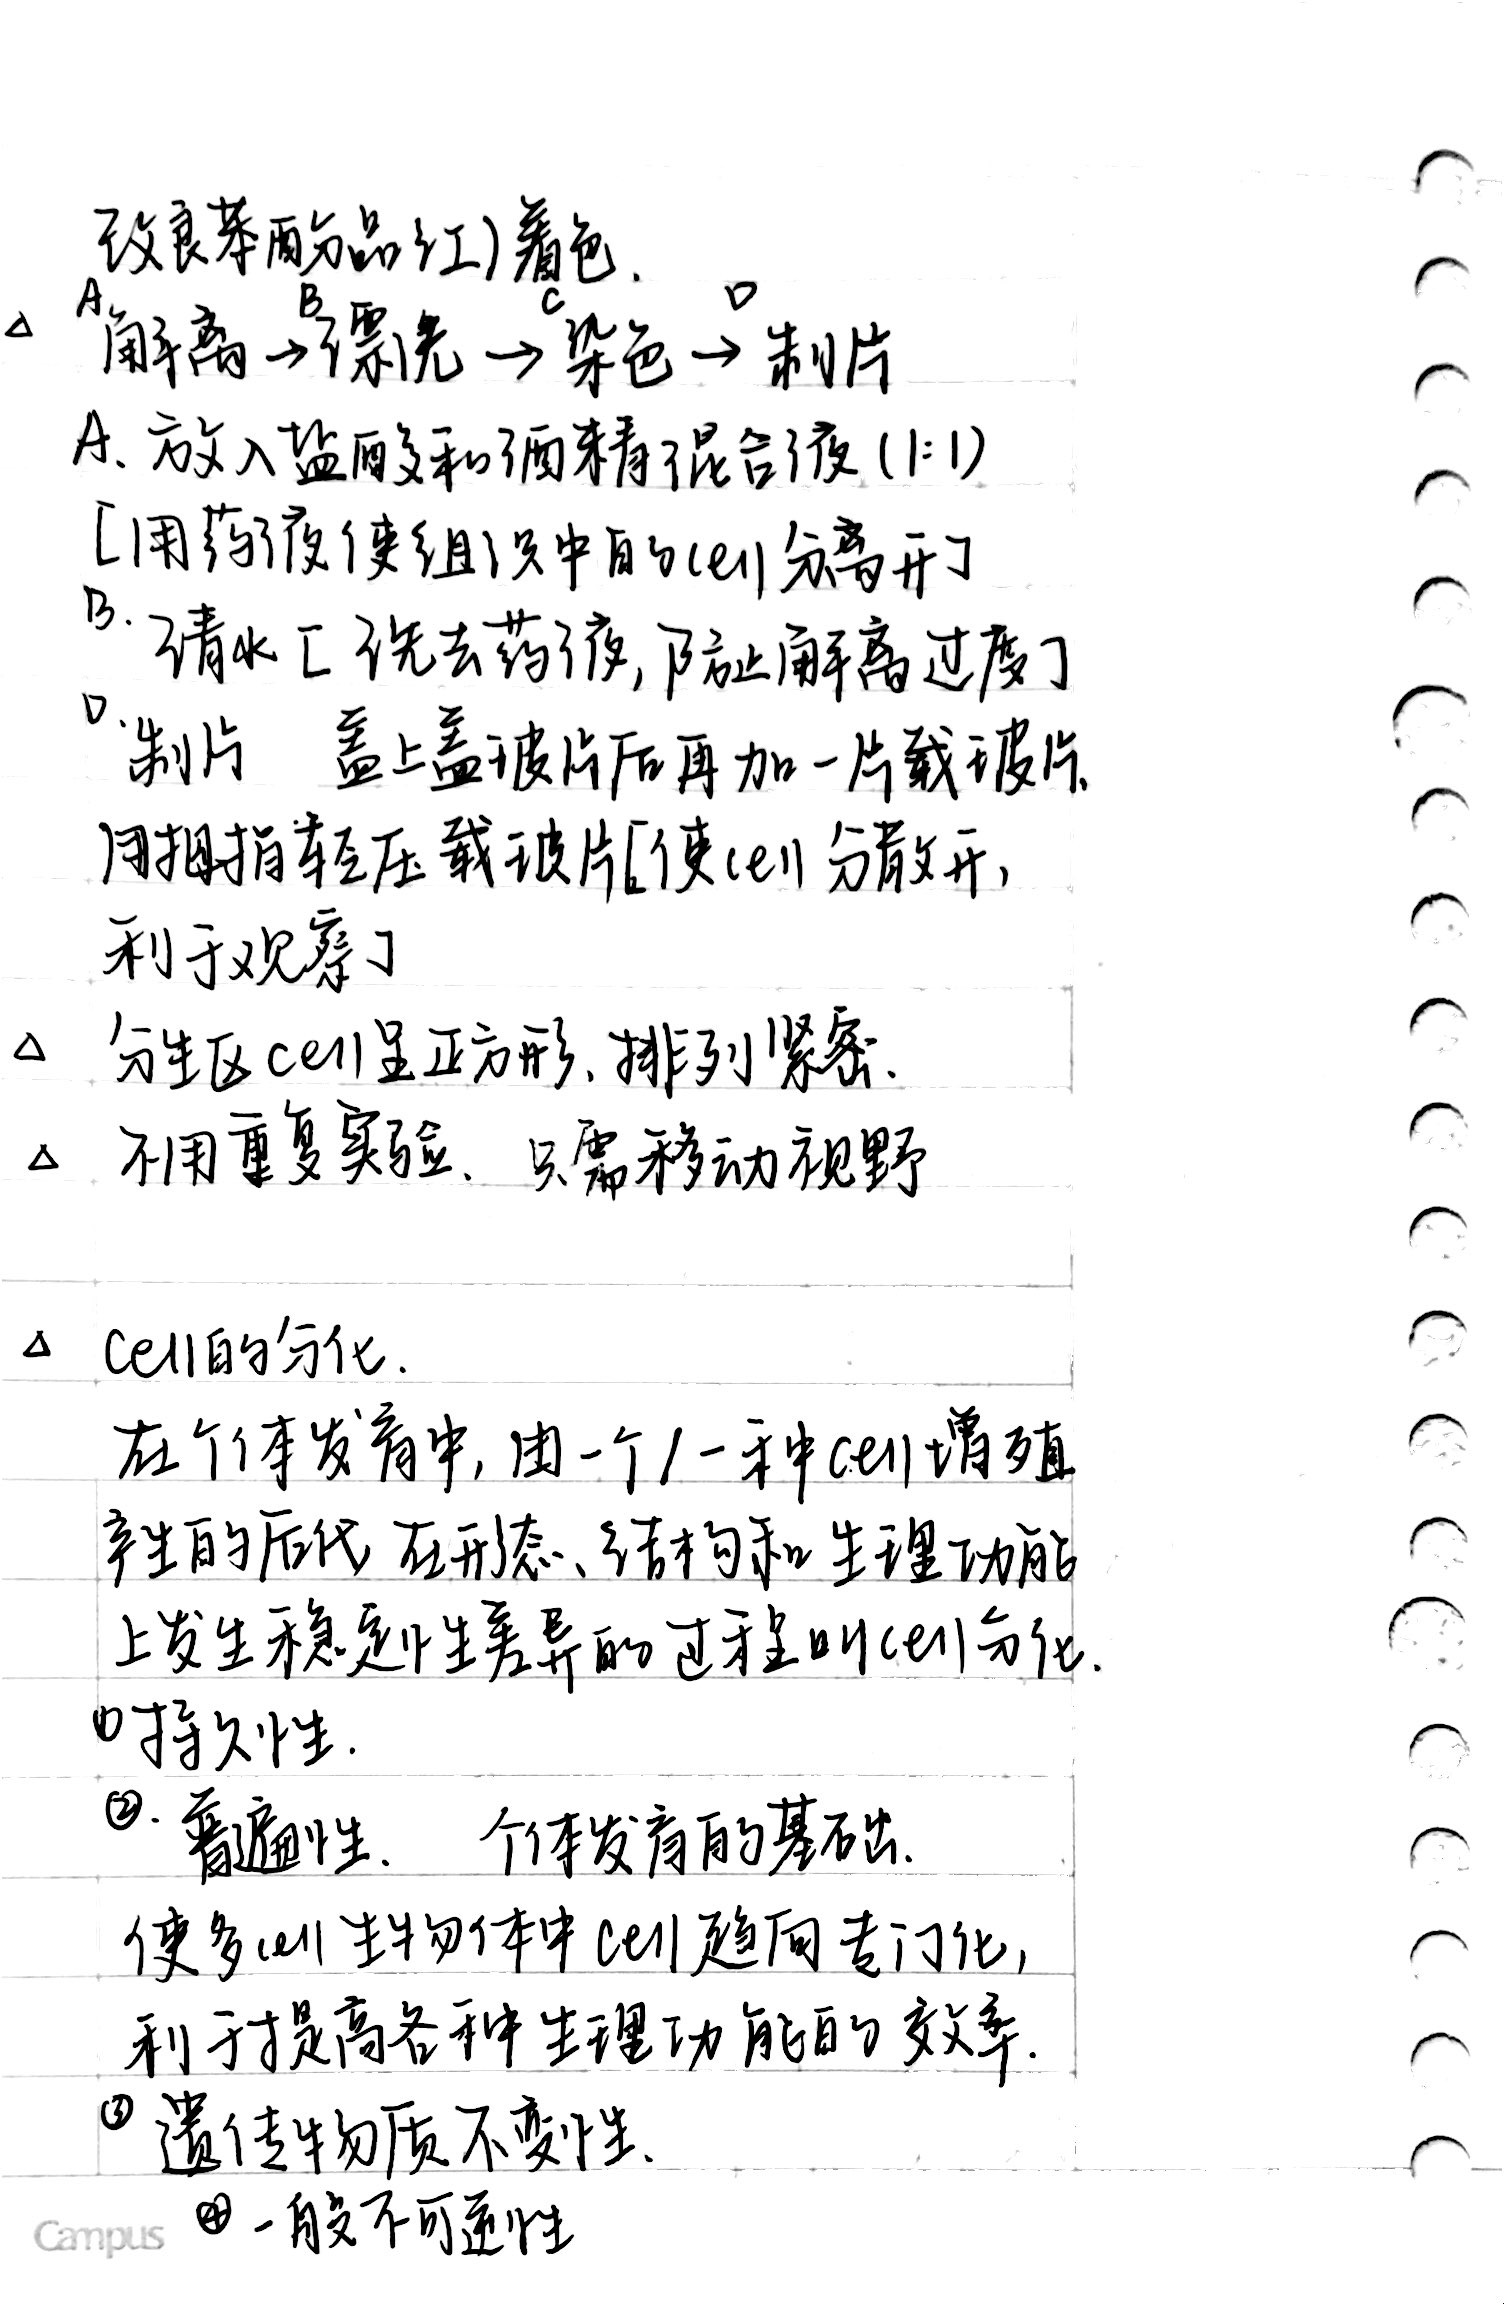 改良苯酚品红)着色.
△ A解离→B漂洗→C染色→D制片
A、放入盐酸和酒精混合液(1:1)
[用药液使组织中的cell分离开]
B.清水[洗去药液,防止解离过度]
D.制片 盖上盖玻片后再加一片载玻片、
用拇指轻压载玻片[使cell分散开,
利于观察]
△ 分生区cell呈正方形、排列紧密.
△ 不用重复实验、只需移动视野
△ cell的分化.
在个体发育中,由一个/一种cell增殖
产生的后代 在形态、结构和生理功能
上发生稳定性差异的过程叫cell分化.
①持久性.
②.普遍性、 个体发育的基础.
使多cell生物体中cell趋向专门化,
利于提高各种生理功能的效率.
③遗传物质不变性、
④一般不可逆性
Campus